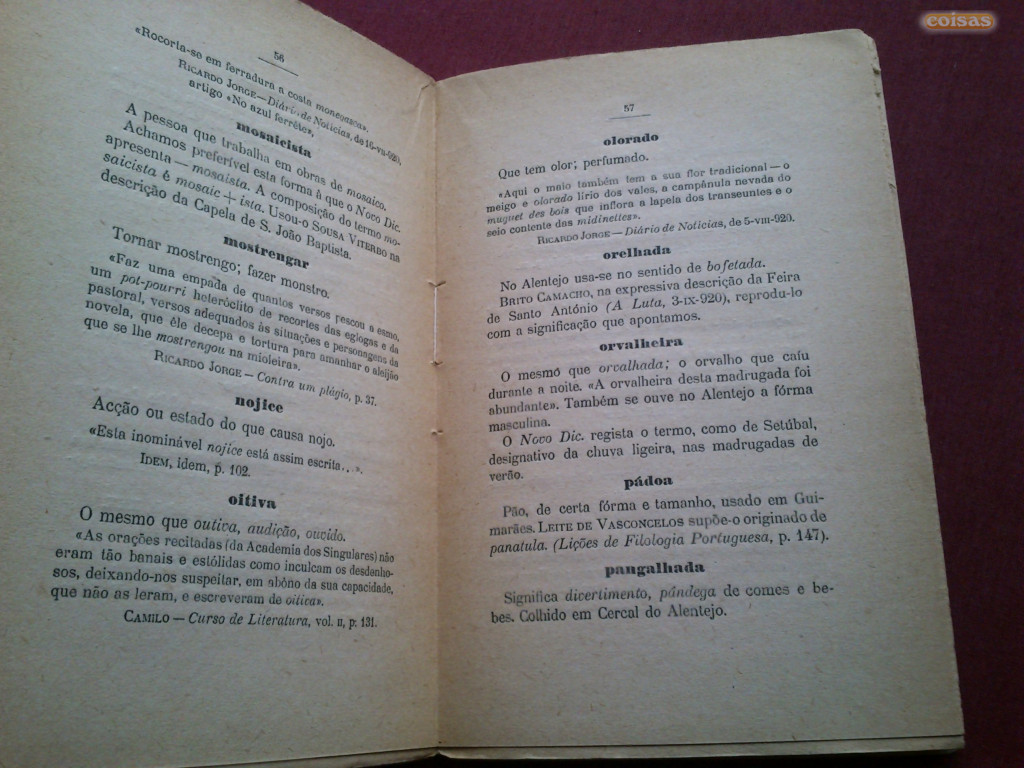 56
«Rocorta-se em ferradura a costa monegasca».
RICARDO JORGE—Diário de Noticias, de 16-VII-920,
artigo «No azul ferrête»,
mosaicista
A pessoa que trabalha em obras de mosaico.
Achamos preferível esta forma à que o Novo Dic.
apresenta — mosaísta. A composição do termo mo-
saicista é mosaic + ista. Usou-o SOUSA VITERBO na
descrição da Capela de S. João Baptista.
mostrengar
Tornar mostrengo; fazer monstro.
«Faz uma empada de quantos versos pescou a esmo,
um pot-pourri heteróclito de recortes das eglogas e da
pastoral, versos adequados ás situações e personagens da
novela, que êle decepa e tortura para amanhar o aleijão
que se lhe mostrengou na mioleira».
RICARDO JORGE — Contra um plágio, p. 37.
nojice
Acção ou estado do que causa nojo.
«Esta inominável nojice está assim escrita...».
IDEM, idem, p. 102.
oitiva
O mesmo que outiva, audição, ouvido.
«As orações recitadas (da Academia dos Singulares) não
eram tão banais e estólidas como inculcam os desdenho-
sos, deixando-nos suspeitar, em abôno da sua capacidade,
que não as leram, e escreveram de oitiva».
CAMILO — Curso de Literatura, vol. II, p. 131.
57
olorado
Que tem olor; perfumado.
«Aqui o maio também tem a sua flor tradicional — o
meigo e olorado lirio dos vales, a campânula nevada do
muguet des bois que inflora a lapela dos transeuntes e o
seio contente das midinettes».
RICARDO JORGE — Diário de Noticias, de 5-VIII-920.
orelhada
No Alentejo usa-se no sentido de bofetada.
BRITO CAMACHO, na expressiva descrição da Feira
de Santo António (A Luta, 3-IX-920), reprodu-lo
com a significação que apontamos.
orvalheira
O mesmo que orvalhada; o orvalho que caíu
durante a noite. «A orvalheira desta madrugada foi
abundante». Também se ouve no Alentejo a fórma
masculina.
O Novo Dic. regista o termo, como de Setúbal,
designativo da chuva ligeira, nas madrugadas de
verão.
pádoa
Pão, de certa fórma e tamanho, usado em Gui-
marães. LEITE DE VASCONCELOS supõe-o originado de
panatula. (Lições de Filologia Portuguesa, p. 147).
pangalhada
Significa divertimento, pândega de comes e be-
bes. Colhido em Cercal do Alentejo.
coisas